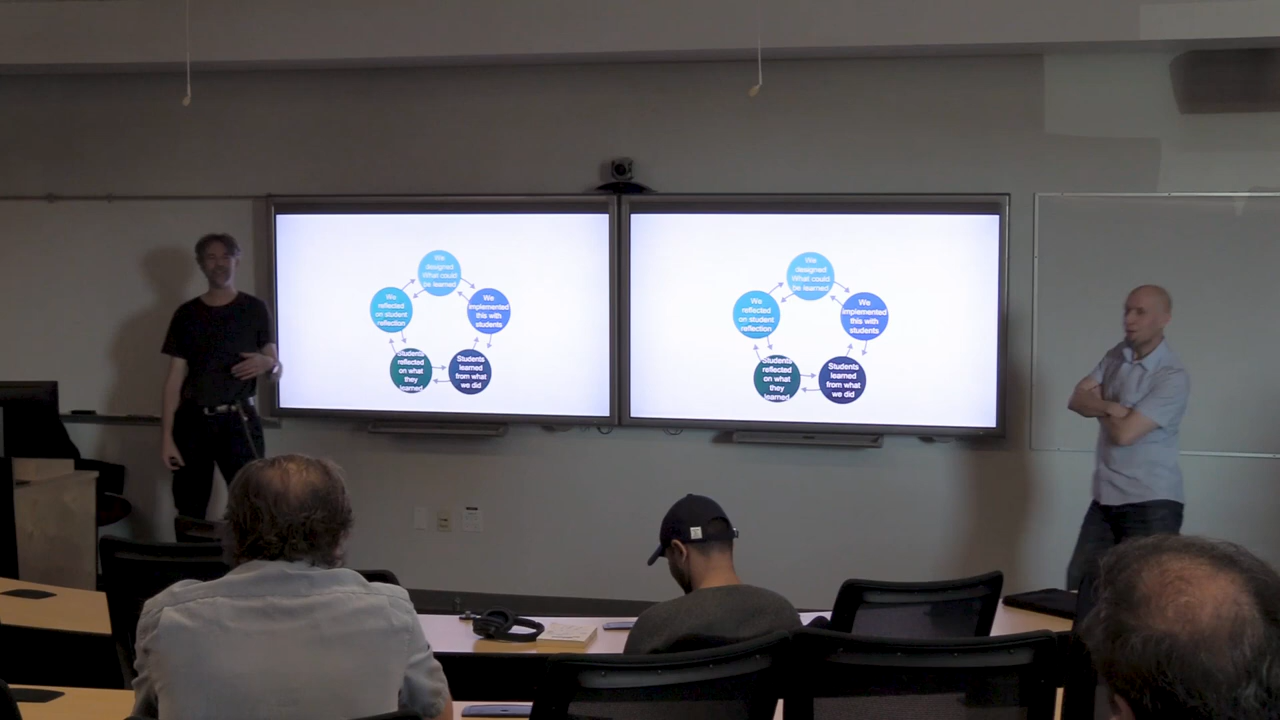 We
designed
What could
be learned
We
reflected
on student
reflection
We
implemented
this with
students
Students
reflected
on what
they
learned
Students
learned
from what
we did
We
designed
What could
be learned
We
reflected
on student
reflection
We
implemented
this with
students
Students
reflected
on what
they
learned
Students
learned
from what
we did